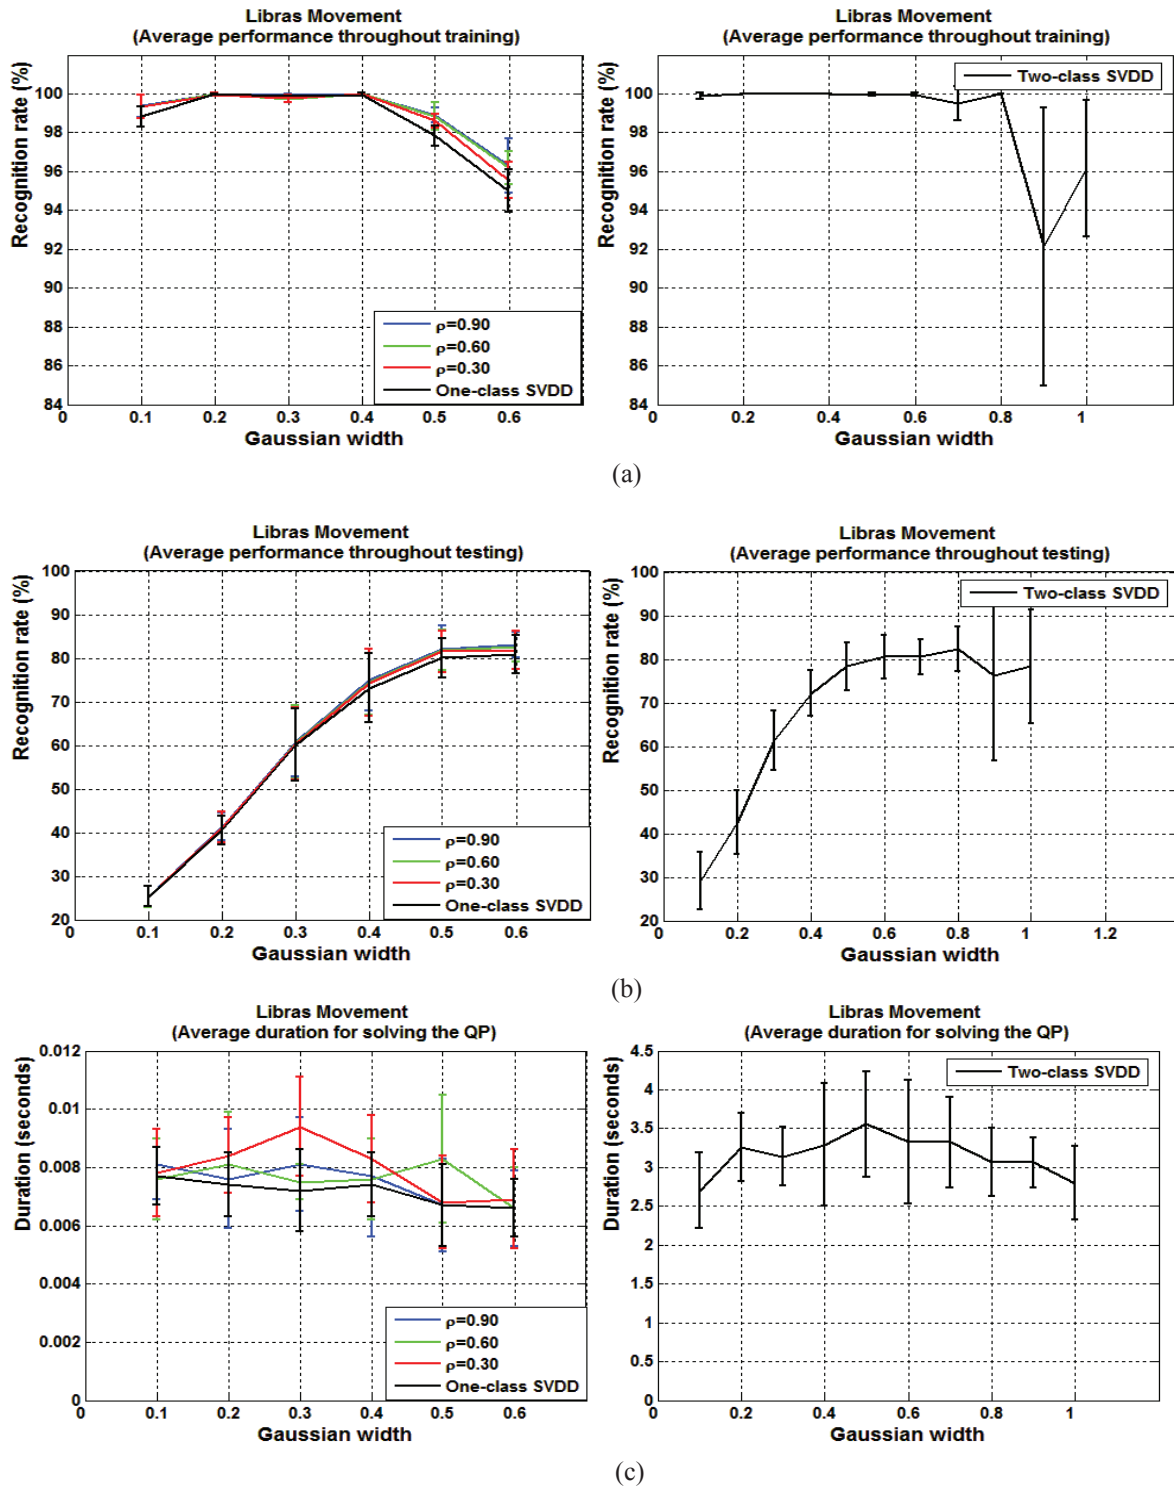 Libras Movement
(Average performance throughout training)
Recognition rate (%)
100
98
96
94
92
90
88
86
84
0 0.1 0.2 0.3 0.4 0.5 0.6
Gaussian width
ρ=0.90
ρ=0.60
ρ=0.30
One-class SVDD
Libras Movement
(Average performance throughout training)
Recognition rate (%)
100
98
96
94
92
90
88
86
84
0 0.2 0.4 0.6 0.8 1
Gaussian width
Two-class SVDD
(a)
Libras Movement
(Average performance throughout testing)
Recognition rate (%)
100
90
80
70
60
50
40
30
20
0 0.1 0.2 0.3 0.4 0.5 0.6
Gaussian width
ρ=0.90
ρ=0.60
ρ=0.30
One-class SVDD
Libras Movement
(Average performance throughout testing)
Recognition rate (%)
100
90
80
70
60
50
40
30
20
0 0.2 0.4 0.6 0.8 1 1.2
Gaussian width
Two-class SVDD
(b)
Libras Movement
(Average duration for solving the QP)
Duration (seconds)
0.012
0.01
0.008
0.006
0.004
0.002
0
0 0.1 0.2 0.3 0.4 0.5 0.6
Gaussian width
ρ=0.90
ρ=0.60
ρ=0.30
One-class SVDD
Libras Movement
(Average duration for solving the QP)
Duration (seconds)
4.5
4
3.5
3
2.5
2
1.5
1
0.5
0
0 0.2 0.4 0.6 0.8 1
Gaussian width
Two-class SVDD
(c)